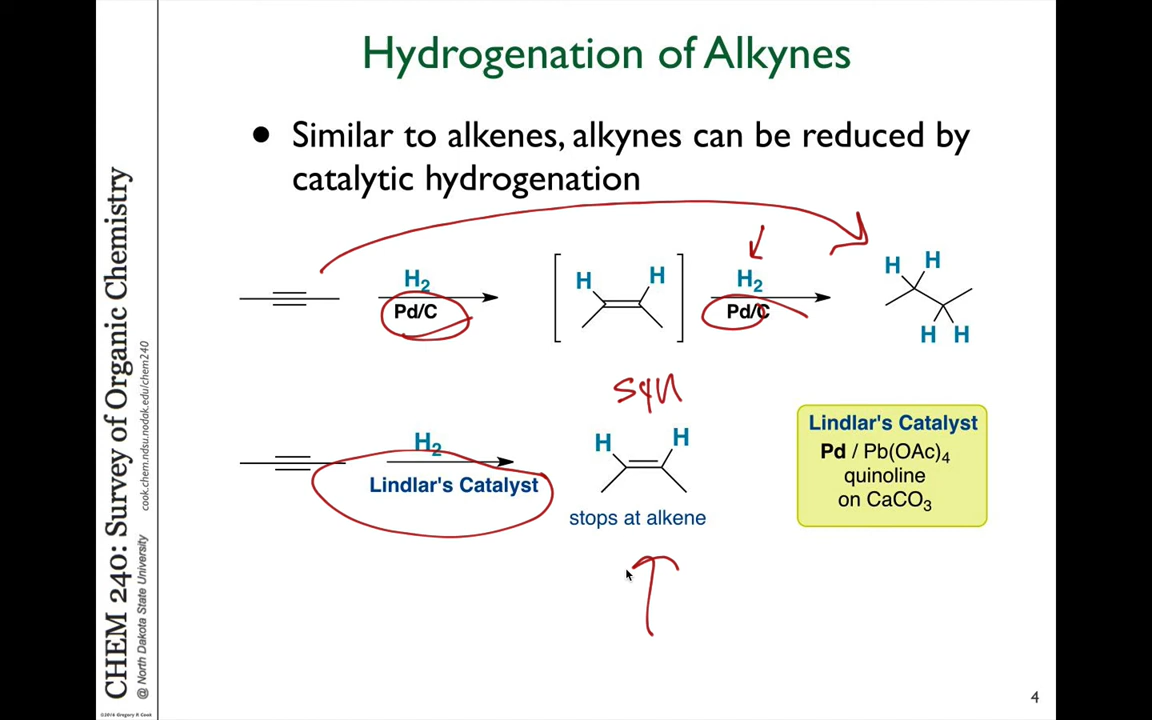 Hydrogenation of Alkynes
● Similar to alkenes, alkynes can be reduced by
catalytic hydrogenation
H₂
Pd/C
H H
H₂
Pd/C
H H
H H
syn
H₂
Lindlar's Catalyst
H H
stops at alkene
Lindlar's Catalyst
Pd / Pb(OAc)₄
quinoline
on CaCO₃
CHEM 240: Survey of Organic Chemistry
@ North Dakota State University cook.chem.ndsu.nodak.edu/chem240
©2016 Gregory R Cook
4